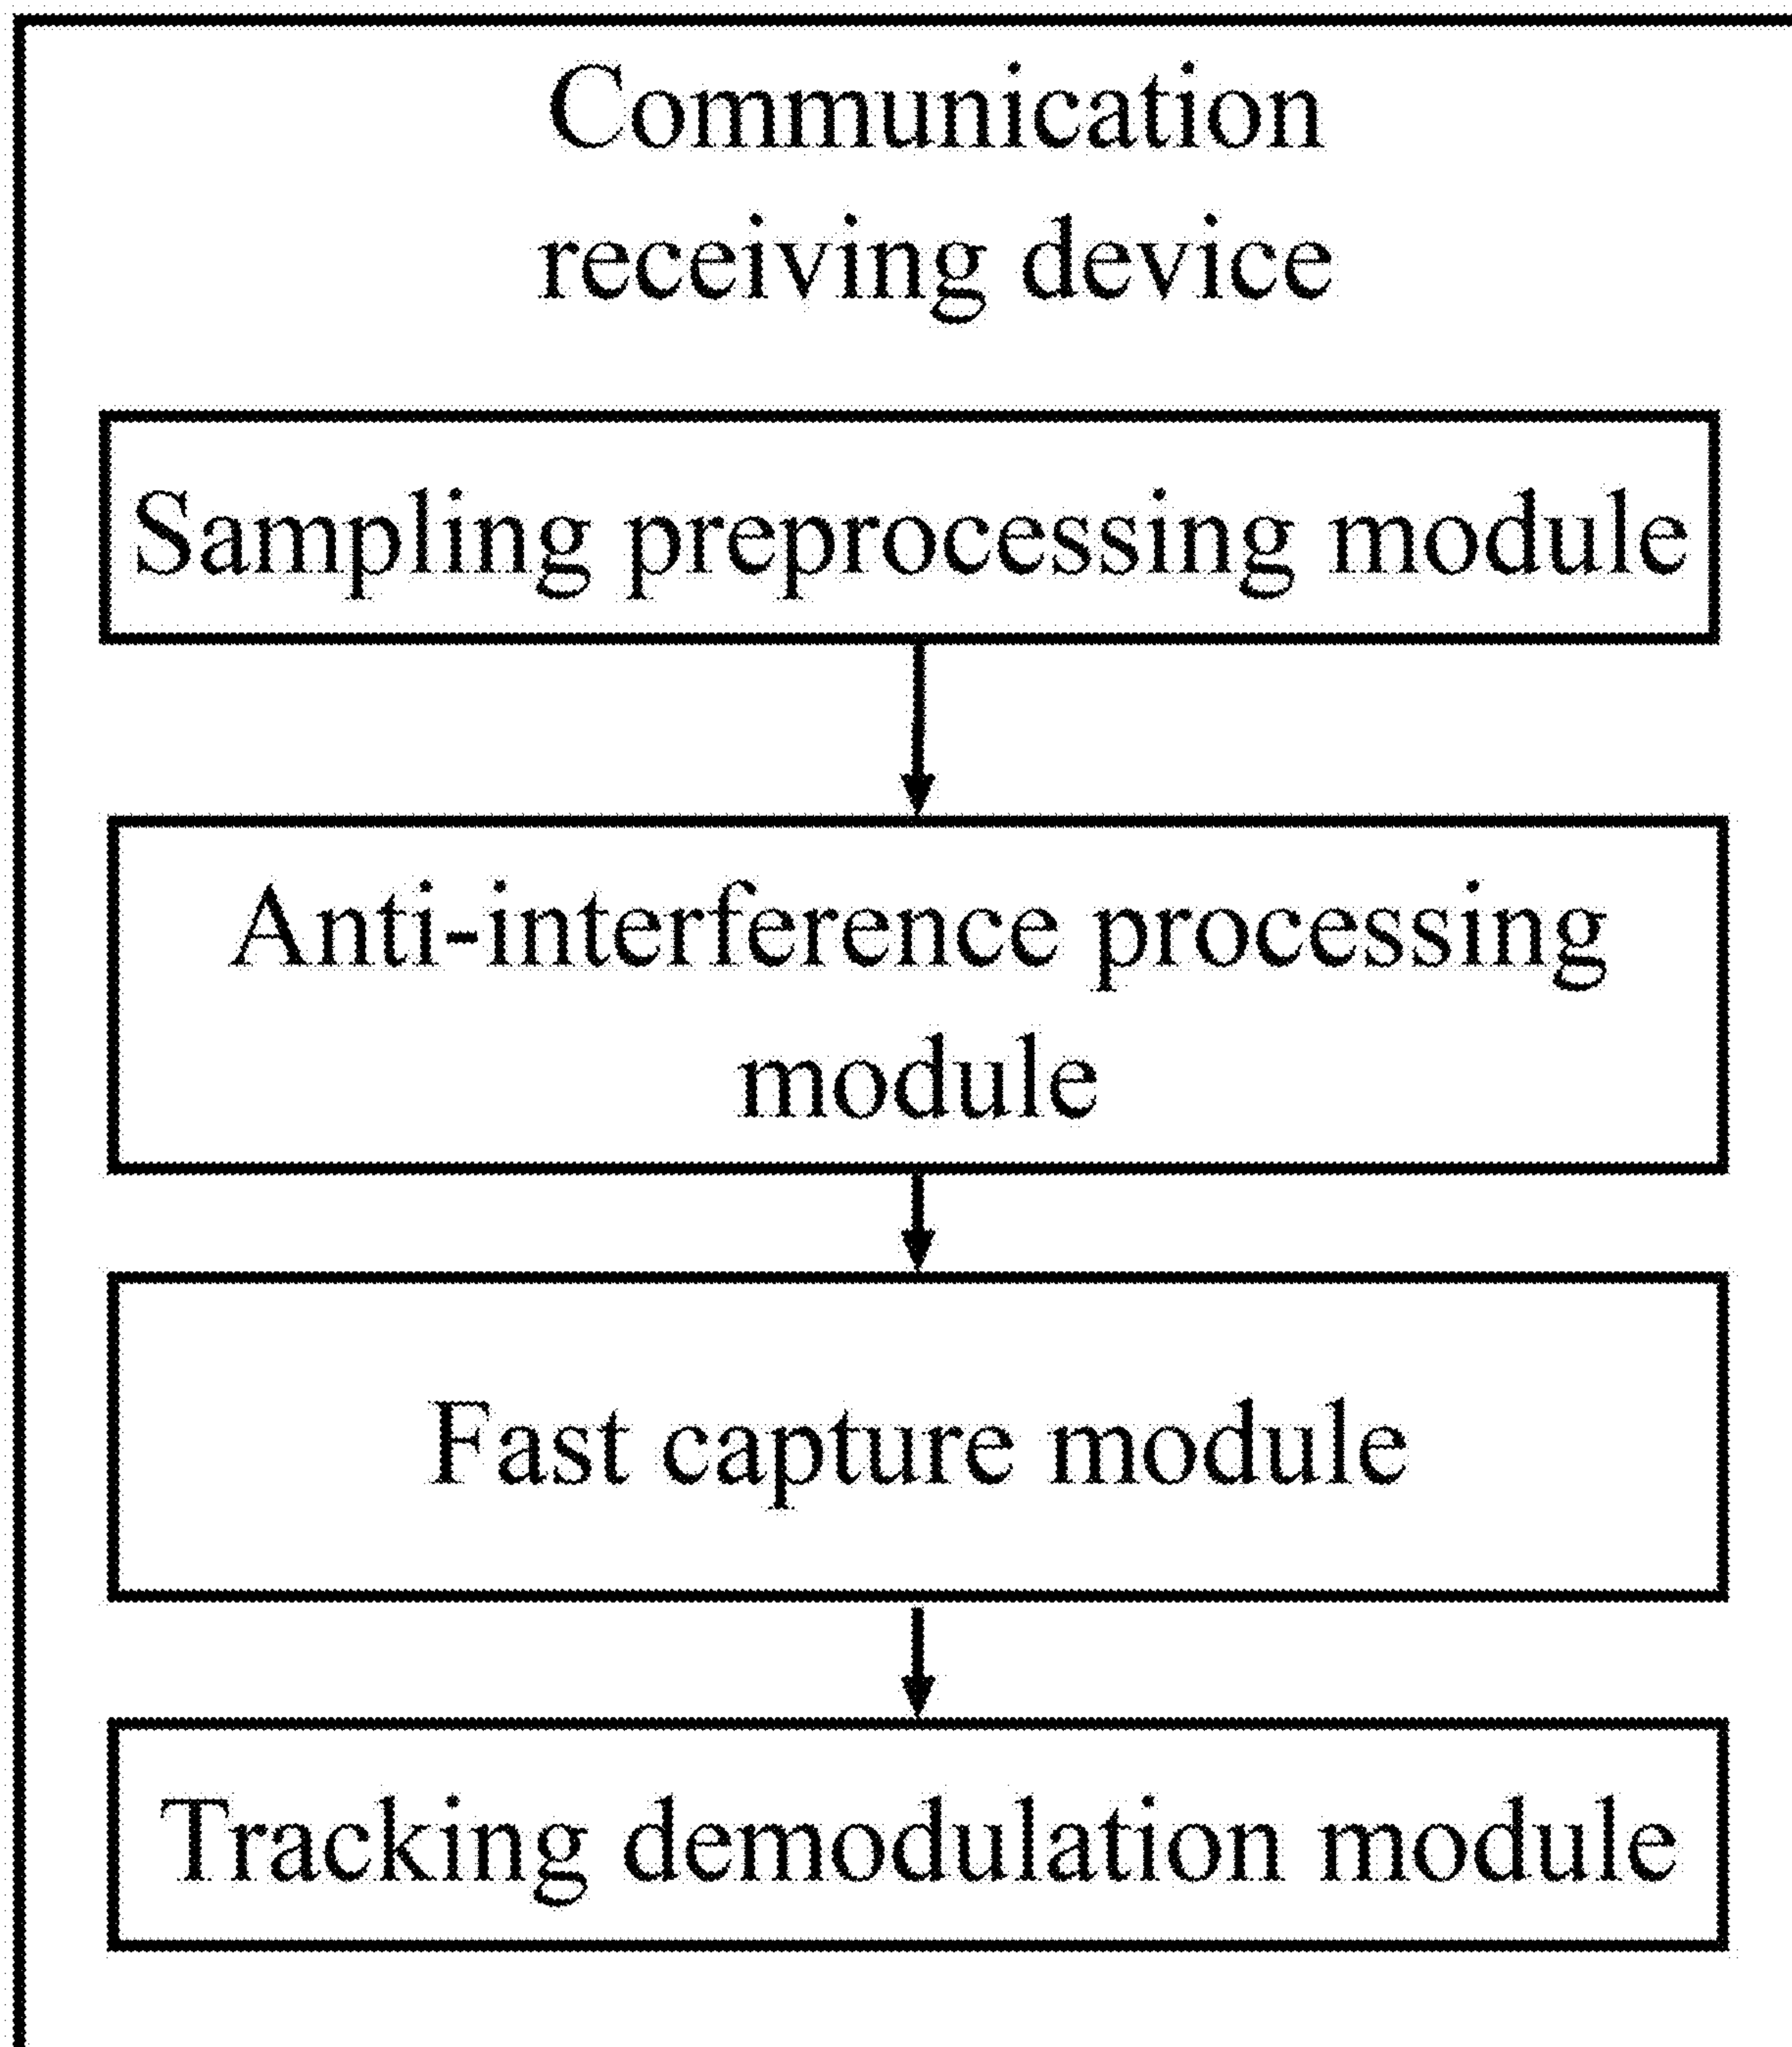 Communication
receiving device
Sampling preprocessing module
Anti-interference processing
module
Fast capture module
Tracking demodulation module